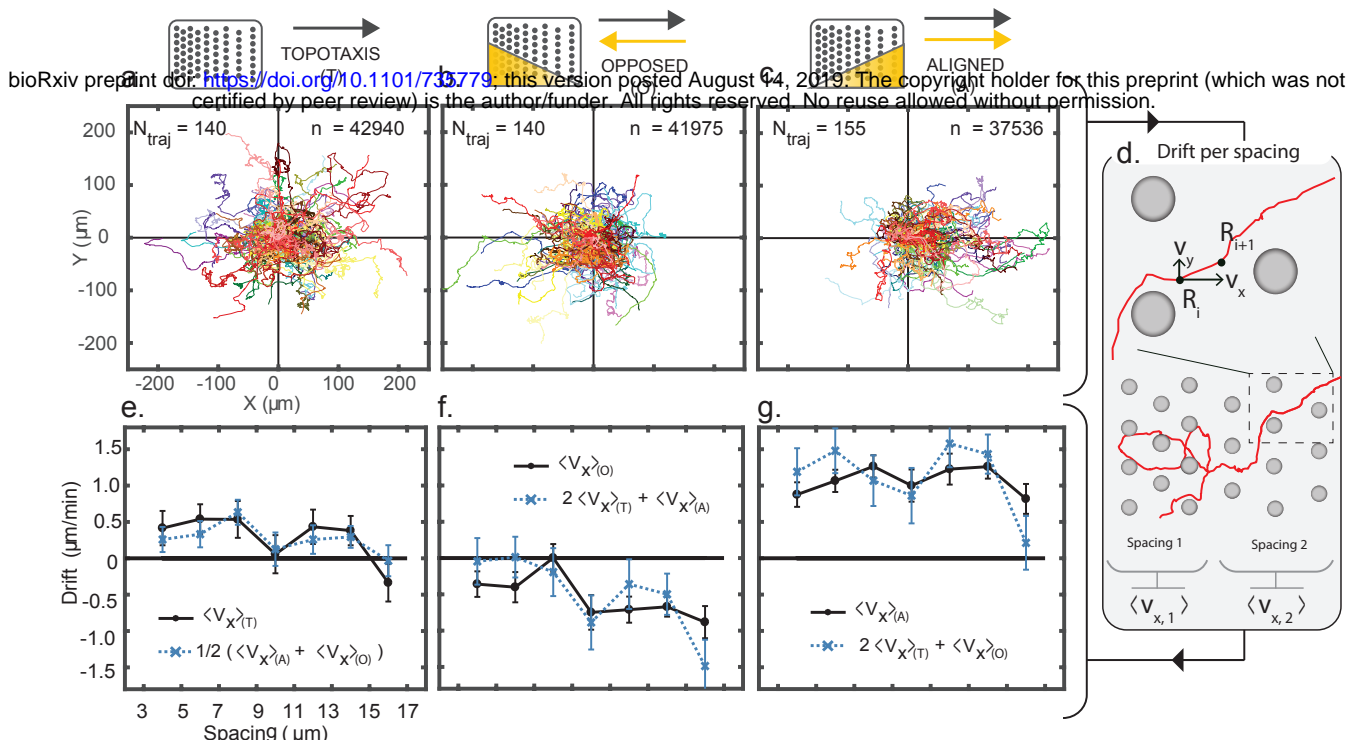 TOPOTAXIS
(T)
OPPOSED
(O)
ALIGNED
(A)
bioRxiv preprint doi: https://doi.org/10.1101/735779; this version posted August 14, 2019. The copyright holder for this preprint (which was not
certified by peer review) is the author/funder. All rights reserved. No reuse allowed without permission.
a.
N_traj = 140 n = 42940
b.
N_traj = 140 n = 41975
c.
N_traj = 155 n = 37536
200
100
0
-100
-200
Y (µm)
-200 -100 0 100 200
X (µm)
d. Drift per spacing
R_i+1
v_y
v_x
R_i
Spacing 1 Spacing 2
⟨v_x,1⟩ ⟨v_x,2⟩
e.
1.5
1.0
0.5
0
-0.5
-1.0
-1.5
Drift (µm/min)
⟨V_x⟩(T)
1/2 (⟨V_x⟩(A) + ⟨V_x⟩(O))
3 5 7 9 11 13 15 17
Spacing (µm)
f.
⟨V_x⟩(O)
2 ⟨V_x⟩(T) + ⟨V_x⟩(A)
g.
⟨V_x⟩(A)
2 ⟨V_x⟩(T) + ⟨V_x⟩(O)